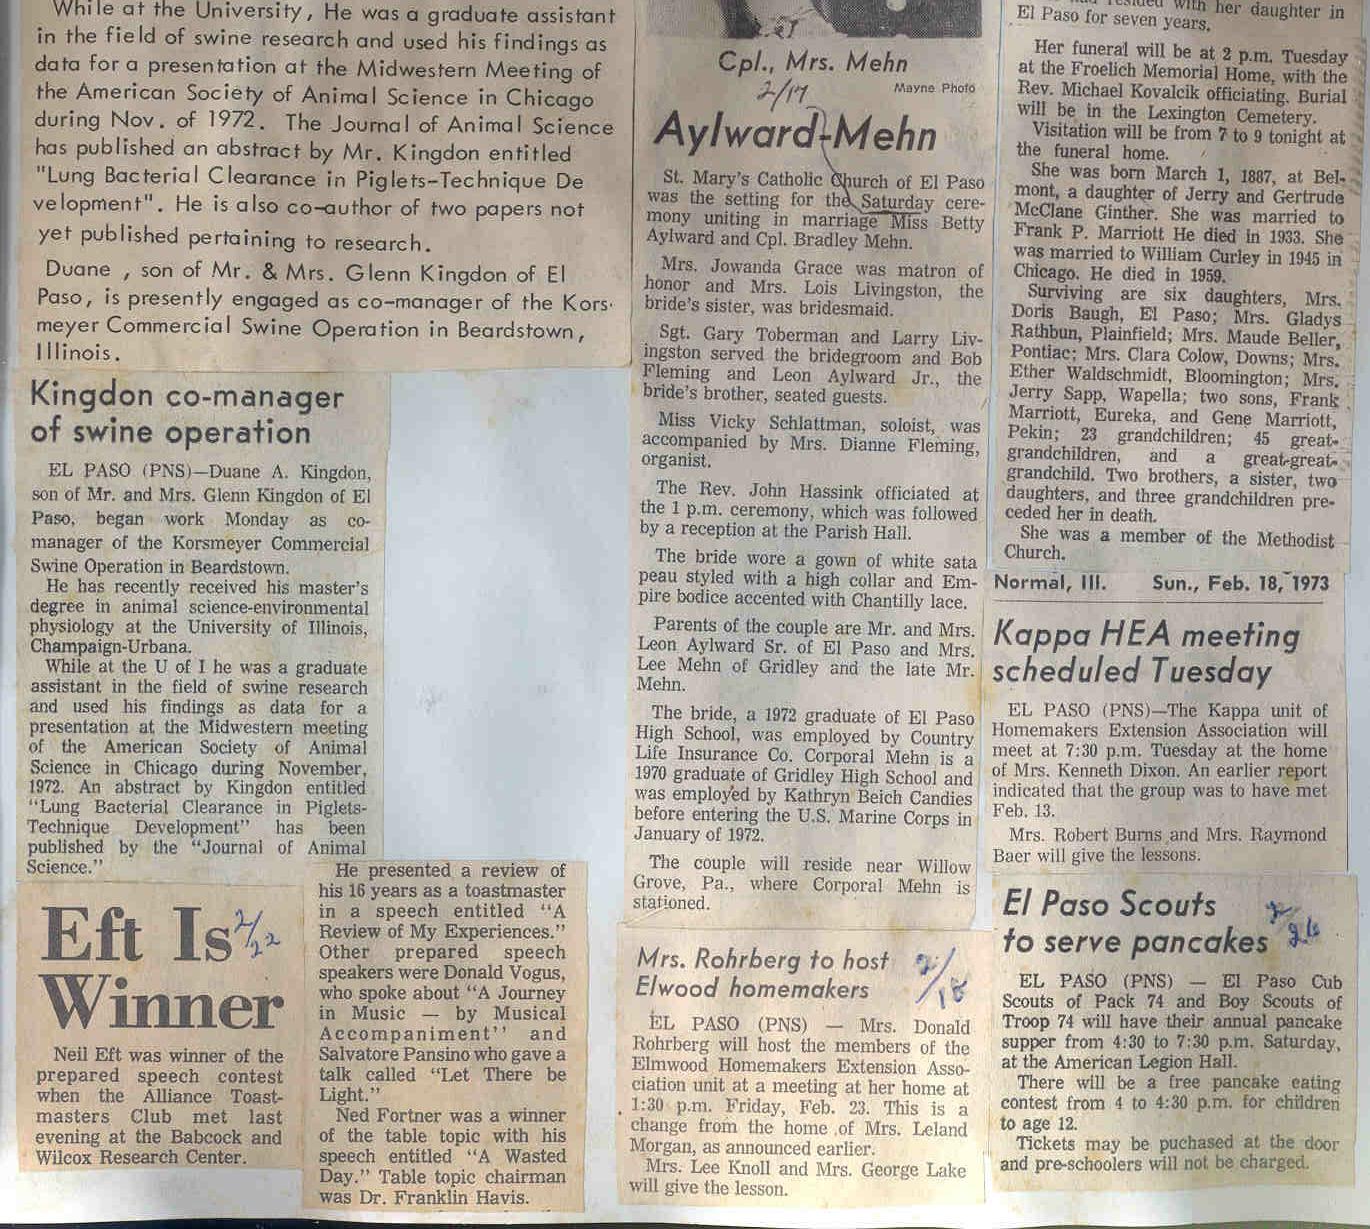 While at the University, He was a graduate assistant
in the field of swine research and used his findings as
data for a presentation at the Midwestern Meeting of
the American Society of Animal Science in Chicago
during Nov. of 1972. The Journal of Animal Science
has published an abstract by Mr. Kingdon entitled
"Lung Bacterial Clearance in Piglets-Technique De
velopment". He is also co-author of two papers not
yet published pertaining to research.
Duane , son of Mr. & Mrs. Glenn Kingdon of El
Paso, is presently engaged as co-manager of the Kors-
meyer Commercial Swine Operation in Beardstown,
Illinois.
Kingdon co-manager
of swine operation
EL PASO (PNS)—Duane A. Kingdon,
son of Mr. and Mrs. Glenn Kingdon of El
Paso, began work Monday as co-
manager of the Korsmeyer Commercial
Swine Operation in Beardstown.
He has recently received his master's
degree in animal science-environmental
physiology at the University of Illinois,
Champaign-Urbana.
While at the U of I he was a graduate
assistant in the field of swine research
and used his findings as data for a
presentation at the Midwestern meeting
of the American Society of Animal
Science in Chicago during November,
1972. An abstract by Kingdon entitled
"Lung Bacterial Clearance in Piglets-
Technique Development" has been
published by the "Journal of Animal
Science."
Eft Is
2/22
Winner
Neil Eft was winner of the
prepared speech contest
when the Alliance Toast-
masters Club met last
evening at the Babcock and
Wilcox Research Center.
He presented a review of
his 16 years as a toastmaster
in a speech entitled "A
Review of My Experiences."
Other prepared speech
speakers were Donald Vogus,
who spoke about "A Journey
in Music — by Musical
Accompaniment" and
Salvatore Pansino who gave a
talk called "Let There be
Light."
Ned Fortner was a winner
of the table topic with his
speech entitled "A Wasted
Day." Table topic chairman
was Dr. Franklin Havis.
Cpl., Mrs. Mehn
2/17
Mayne Photo
Aylward-Mehn
St. Mary's Catholic Church of El Paso
was the setting for the Saturday cere-
mony uniting in marriage Miss Betty
Aylward and Cpl. Bradley Mehn.
Mrs. Jowanda Grace was matron of
honor and Mrs. Lois Livingston, the
bride's sister, was bridesmaid.
Sgt. Gary Toberman and Larry Liv-
ingston served the bridegroom and Bob
Fleming and Leon Aylward Jr., the
bride's brother, seated guests.
Miss Vicky Schlattman, soloist, was
accompanied by Mrs. Dianne Fleming,
organist.
The Rev. John Hassink officiated at
the 1 p.m. ceremony, which was followed
by a reception at the Parish Hall.
The bride wore a gown of white sata
peau styled with a high collar and Em-
pire bodice accented with Chantilly lace.
Parents of the couple are Mr. and Mrs.
Leon Aylward Sr. of El Paso and Mrs.
Lee Mehn of Gridley and the late Mr.
Mehn.
The bride, a 1972 graduate of El Paso
High School, was employed by Country
Life Insurance Co. Corporal Mehn is a
1970 graduate of Gridley High School and
was employed by Kathryn Beich Candies
before entering the U.S. Marine Corps in
January of 1972.
The couple will reside near Willow
Grove, Pa., where Corporal Mehn is
stationed.
Mrs. Rohrberg to host
Elwood homemakers
2/18
EL PASO (PNS) — Mrs. Donald
Rohrberg will host the members of the
Elmwood Homemakers Extension Asso-
ciation unit at a meeting at her home at
1:30 p.m. Friday, Feb. 23. This is a
change from the home of Mrs. Leland
Morgan, as announced earlier.
Mrs. Lee Knoll and Mrs. George Lake
will give the lesson.
resided with her daughter in
El Paso for seven years.
Her funeral will be at 2 p.m. Tuesday
at the Froelich Memorial Home, with the
Rev. Michael Kovalcik officiating. Burial
will be in the Lexington Cemetery.
Visitation will be from 7 to 9 tonight at
the funeral home.
She was born March 1, 1887, at Bel-
mont, a daughter of Jerry and Gertrude
McClane Ginther. She was married to
Frank P. Marriott He died in 1933. She
was married to William Curley in 1945 in
Chicago. He died in 1959.
Surviving are six daughters, Mrs.
Doris Baugh, El Paso; Mrs. Gladys
Rathbun, Plainfield; Mrs. Maude Beller,
Pontiac; Mrs. Clara Colow, Downs; Mrs.
Ether Waldschmidt, Bloomington; Mrs.
Jerry Sapp, Wapella; two sons, Frank
Marriott, Eureka, and Gene Marriott,
Pekin; 23 grandchildren; 45 great-
grandchildren, and a great-great-
grandchild. Two brothers, a sister, two
daughters, and three grandchildren pre-
ceded her in death.
She was a member of the Methodist
Church.
Normal, Ill. Sun., Feb. 18, 1973
Kappa HEA meeting
scheduled Tuesday
EL PASO (PNS)—The Kappa unit of
Homemakers Extension Association will
meet at 7:30 p.m. Tuesday at the home
of Mrs. Kenneth Dixon. An earlier report
indicated that the group was to have met
Feb. 13.
Mrs. Robert Burns and Mrs. Raymond
Baer will give the lessons.
El Paso Scouts
to serve pancakes
EL PASO (PNS) — El Paso Cub
Scouts of Pack 74 and Boy Scouts of
Troop 74 will have their annual pancake
supper from 4:30 to 7:30 p.m. Saturday,
at the American Legion Hall.
There will be a free pancake eating
contest from 4 to 4:30 p.m. for children
to age 12.
Tickets may be puchased at the door
and pre-schoolers will not be charged.